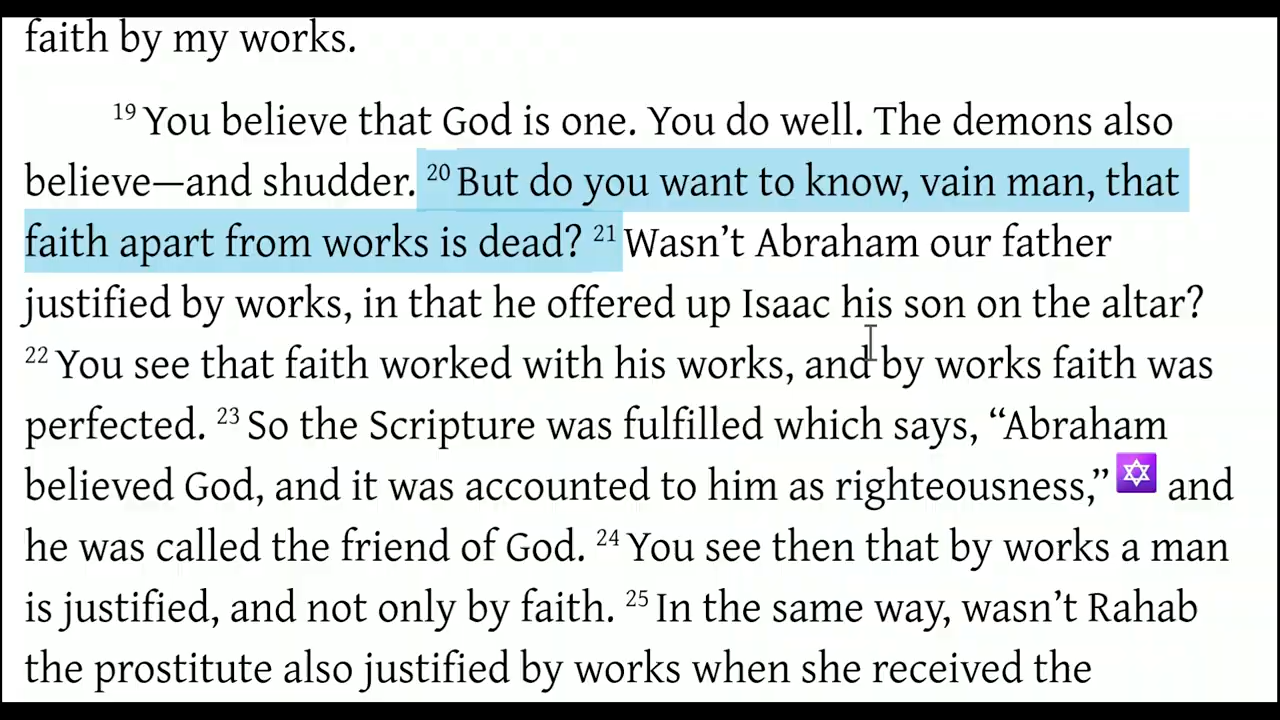 faith by my works.
19 You believe that God is one. You do well. The demons also
believe—and shudder. 20 But do you want to know, vain man, that
faith apart from works is dead? 21 Wasn’t Abraham our father
justified by works, in that he offered up Isaac his son on the altar?
22 You see that faith worked with his works, and by works faith was
perfected. 23 So the Scripture was fulfilled which says, “Abraham
believed God, and it was accounted to him as righteousness,”🔯 and
he was called the friend of God. 24 You see then that by works a man
is justified, and not only by faith. 25 In the same way, wasn’t Rahab
the prostitute also justified by works when she received the